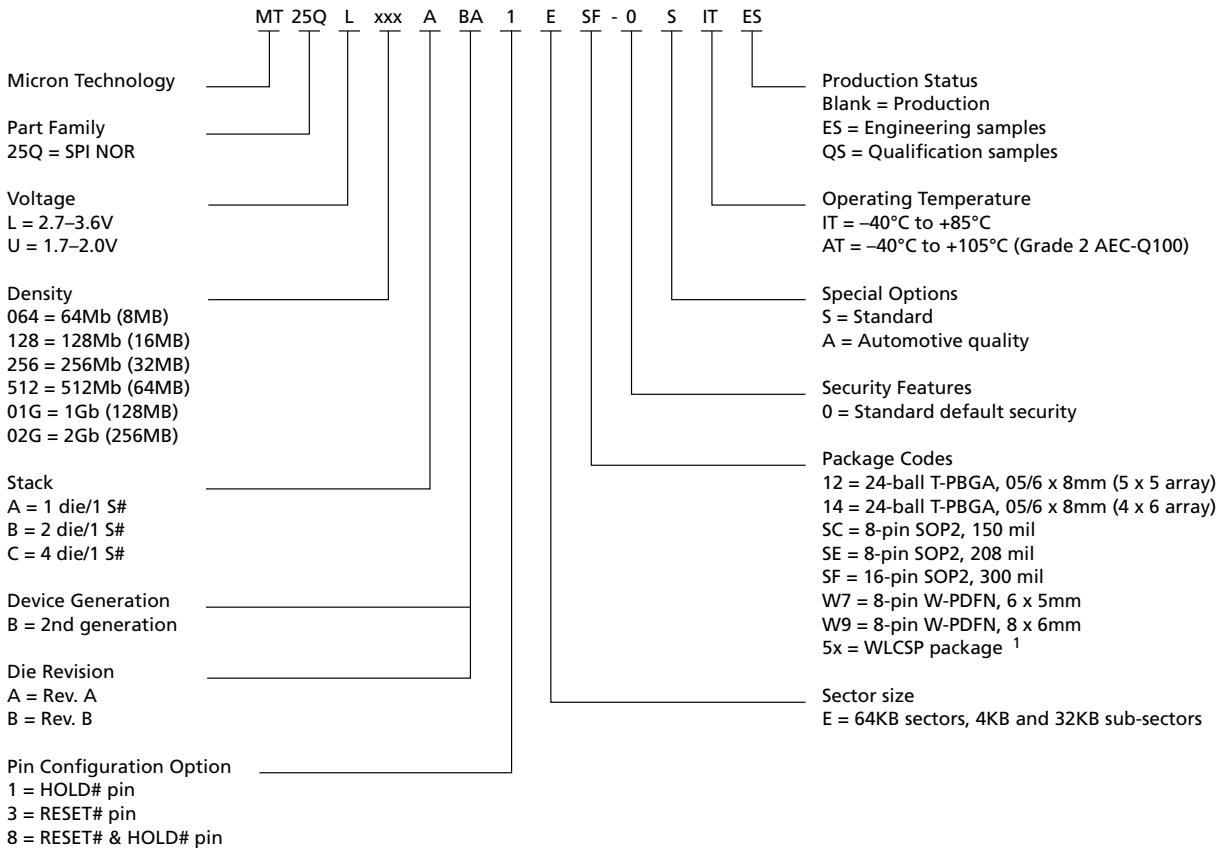 MT 25Q L xxx A BA 1 E SF - 0 S IT ES
Micron Technology
Part Family
25Q = SPI NOR
Voltage
L = 2.7–3.6V
U = 1.7–2.0V
Density
064 = 64Mb (8MB)
128 = 128Mb (16MB)
256 = 256Mb (32MB)
512 = 512Mb (64MB)
01G = 1Gb (128MB)
02G = 2Gb (256MB)
Stack
A = 1 die/1 S#
B = 2 die/1 S#
C = 4 die/1 S#
Device Generation
B = 2nd generation
Die Revision
A = Rev. A
B = Rev. B
Pin Configuration Option
1 = HOLD# pin
3 = RESET# pin
8 = RESET# & HOLD# pin
Production Status
Blank = Production
ES = Engineering samples
QS = Qualification samples
Operating Temperature
IT = –40°C to +85°C
AT = –40°C to +105°C (Grade 2 AEC-Q100)
Special Options
S = Standard
A = Automotive quality
Security Features
0 = Standard default security
Package Codes
12 = 24-ball T-PBGA, 05/6 x 8mm (5 x 5 array)
14 = 24-ball T-PBGA, 05/6 x 8mm (4 x 6 array)
SC = 8-pin SOP2, 150 mil
SE = 8-pin SOP2, 208 mil
SF = 16-pin SOP2, 300 mil
W7 = 8-pin W-PDFN, 6 x 5mm
W9 = 8-pin W-PDFN, 8 x 6mm
5x = WLCSP package 1
Sector size
E = 64KB sectors, 4KB and 32KB sub-sectors